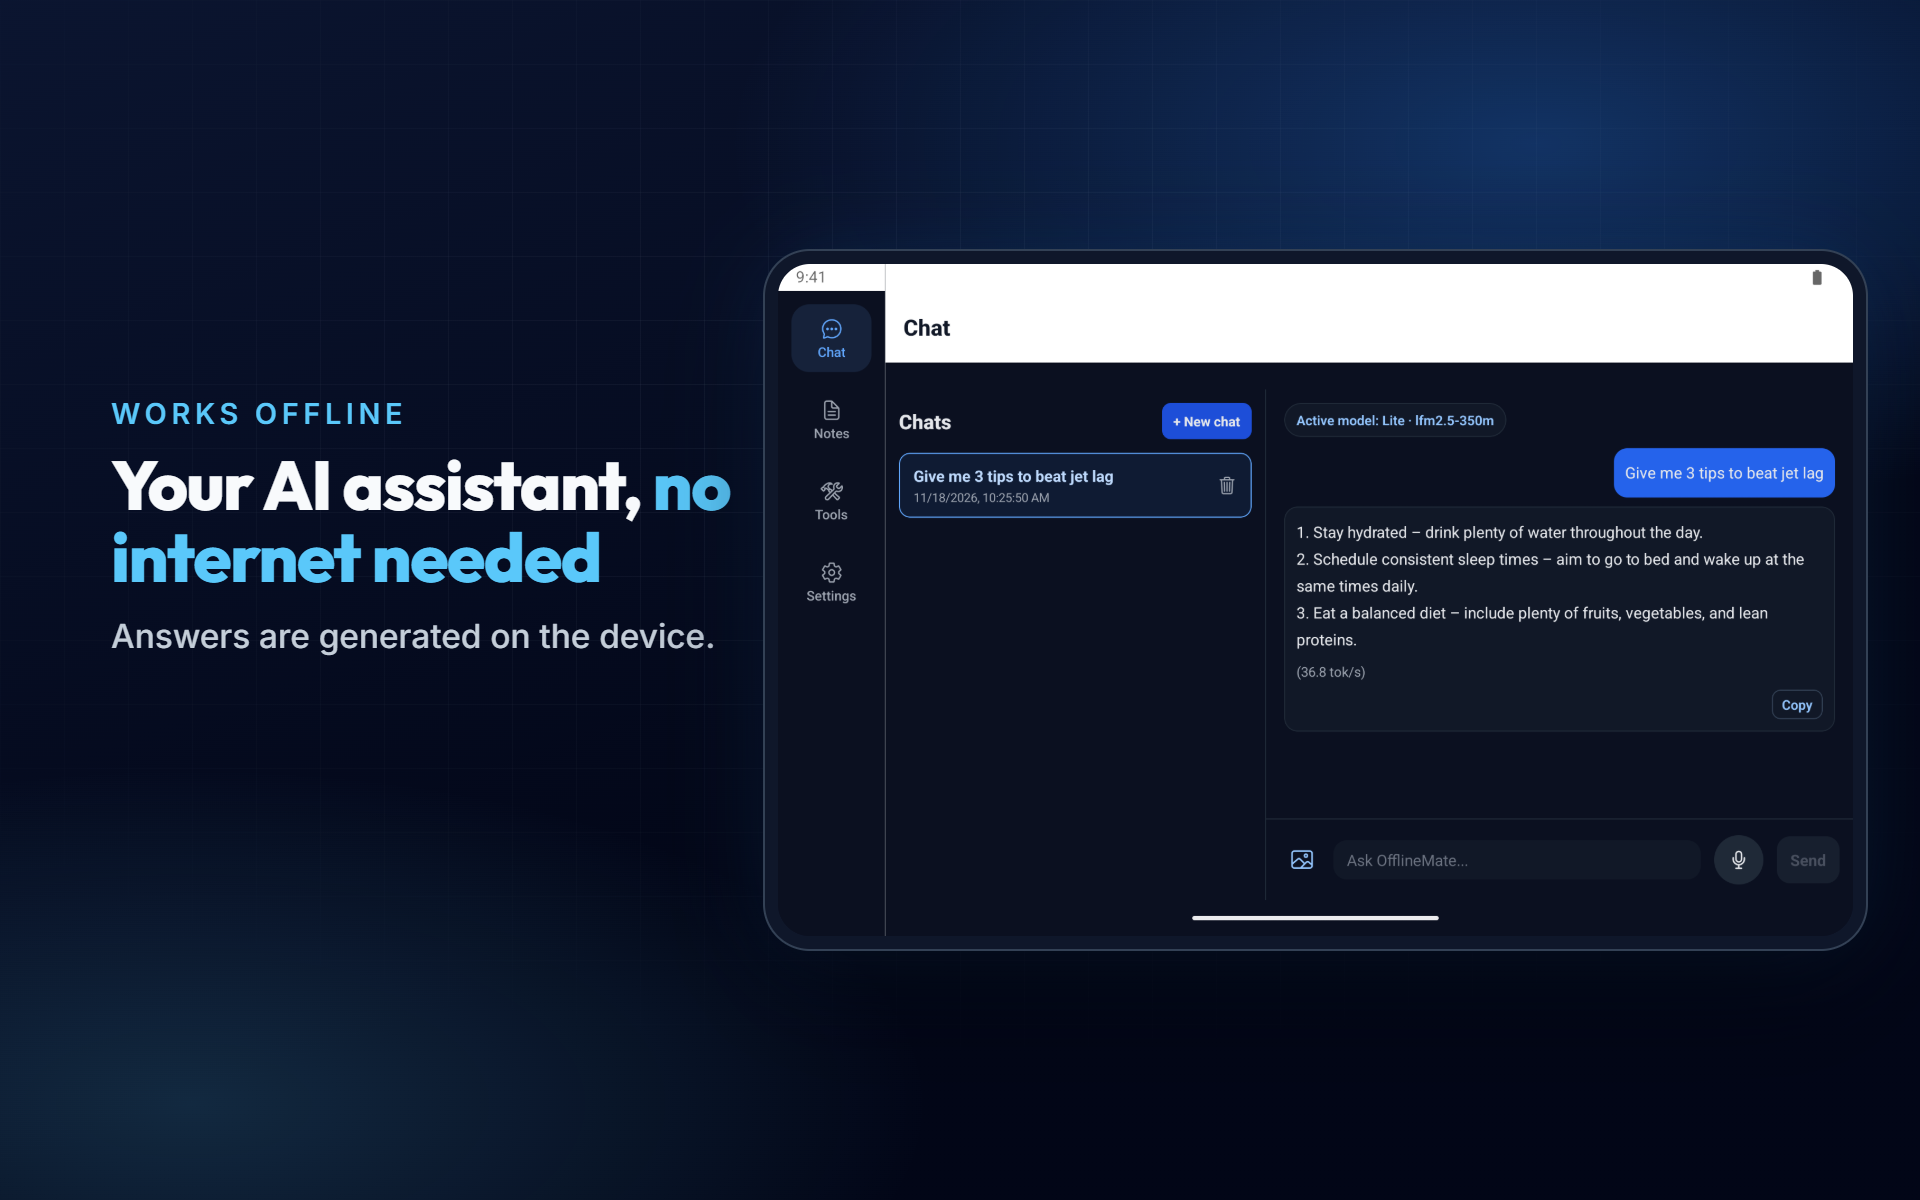 WORKS OFFLINE
Your AI assistant, no
internet needed
Answers are generated on the device.
9:41
Chat
Notes
Tools
Settings
Chat
Chats
+ New chat
Give me 3 tips to beat jet lag
11/18/2026, 10:25:50 AM
Active model: Lite · lfm2.5-350m
Give me 3 tips to beat jet lag
1. Stay hydrated – drink plenty of water throughout the day.
2. Schedule consistent sleep times – aim to go to bed and wake up at the
same times daily.
3. Eat a balanced diet – include plenty of fruits, vegetables, and lean
proteins.
(36.8 tok/s)
Copy
Ask OfflineMate...
Send